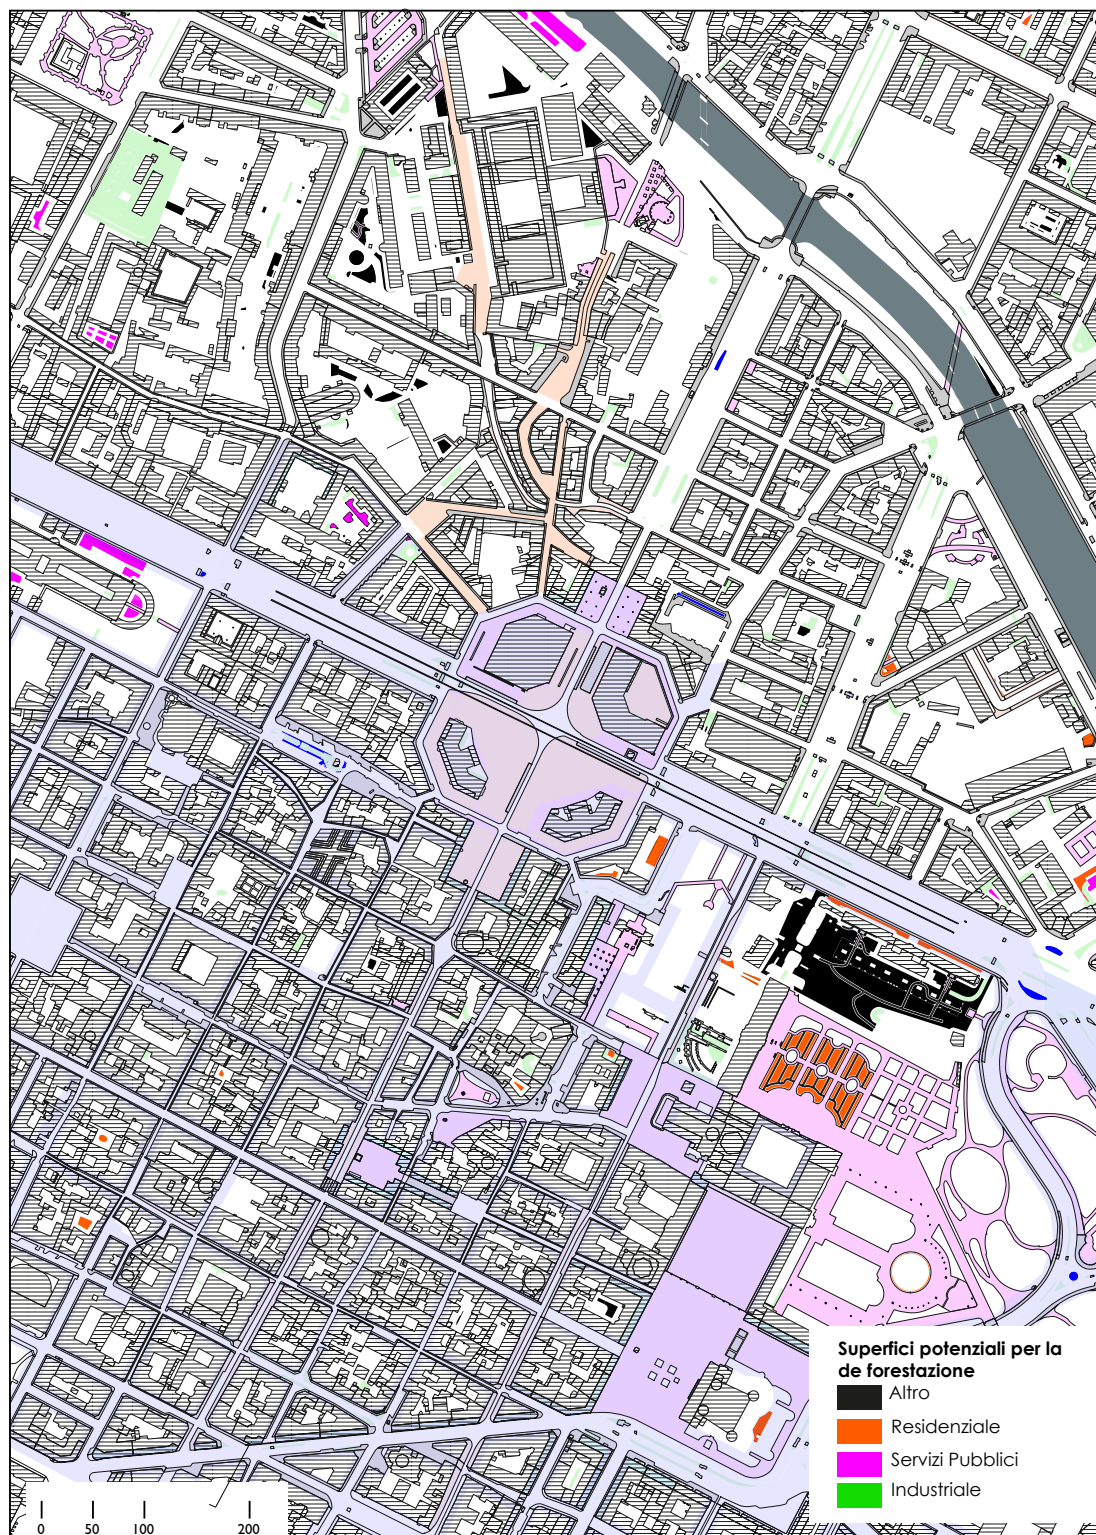 Superfici potenziali per la
de forestazione
Altro
Residenziale
Servizi Pubblici
Industriale
0 50 100 200